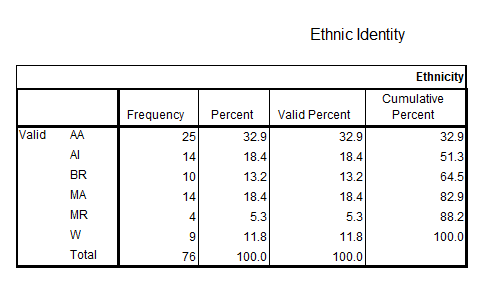 Ethnic Identity
Ethnicity
Frequency Percent Valid Percent Cumulative Percent
Valid AA 25 32.9 32.9 32.9
AI 14 18.4 18.4 51.3
BR 10 13.2 13.2 64.5
MA 14 18.4 18.4 82.9
MR 4 5.3 5.3 88.2
W 9 11.8 11.8 100.0
Total 76 100.0 100.0